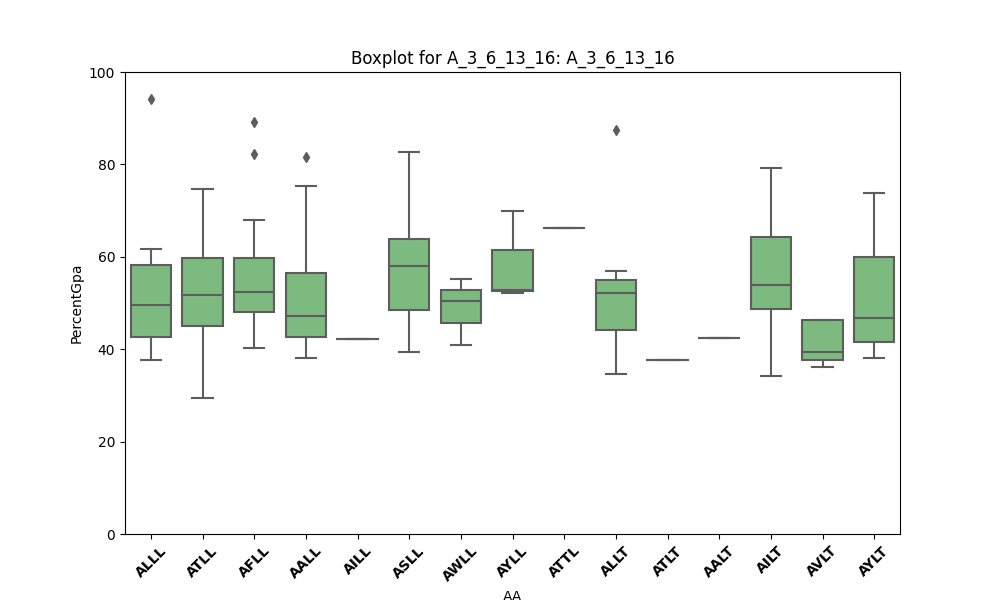 Boxplot for A_3_6_13_16: A_3_6_13_16
100
80
60
40
20
0
PercentGpa
ALLL ATLL AFLL AALL AILL ASLL AWLL AYLL ATTL ALLT ATLT AALT AILT AVLT AYLT
AA